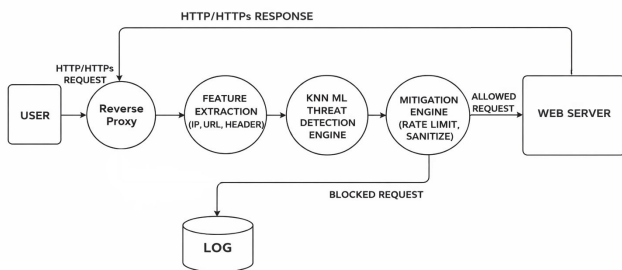 HTTP/HTTPs RESPONSE
HTTP/HTTPs
REQUEST
USER
Reverse
Proxy
FEATURE
EXTRACTION
(IP, URL, HEADER)
KNN ML
THREAT
DETECTION
ENGINE
MITIGATION
ENGINE
(RATE LIMIT,
SANITIZE)
ALLOWED
REQUEST
WEB SERVER
BLOCKED REQUEST
LOG